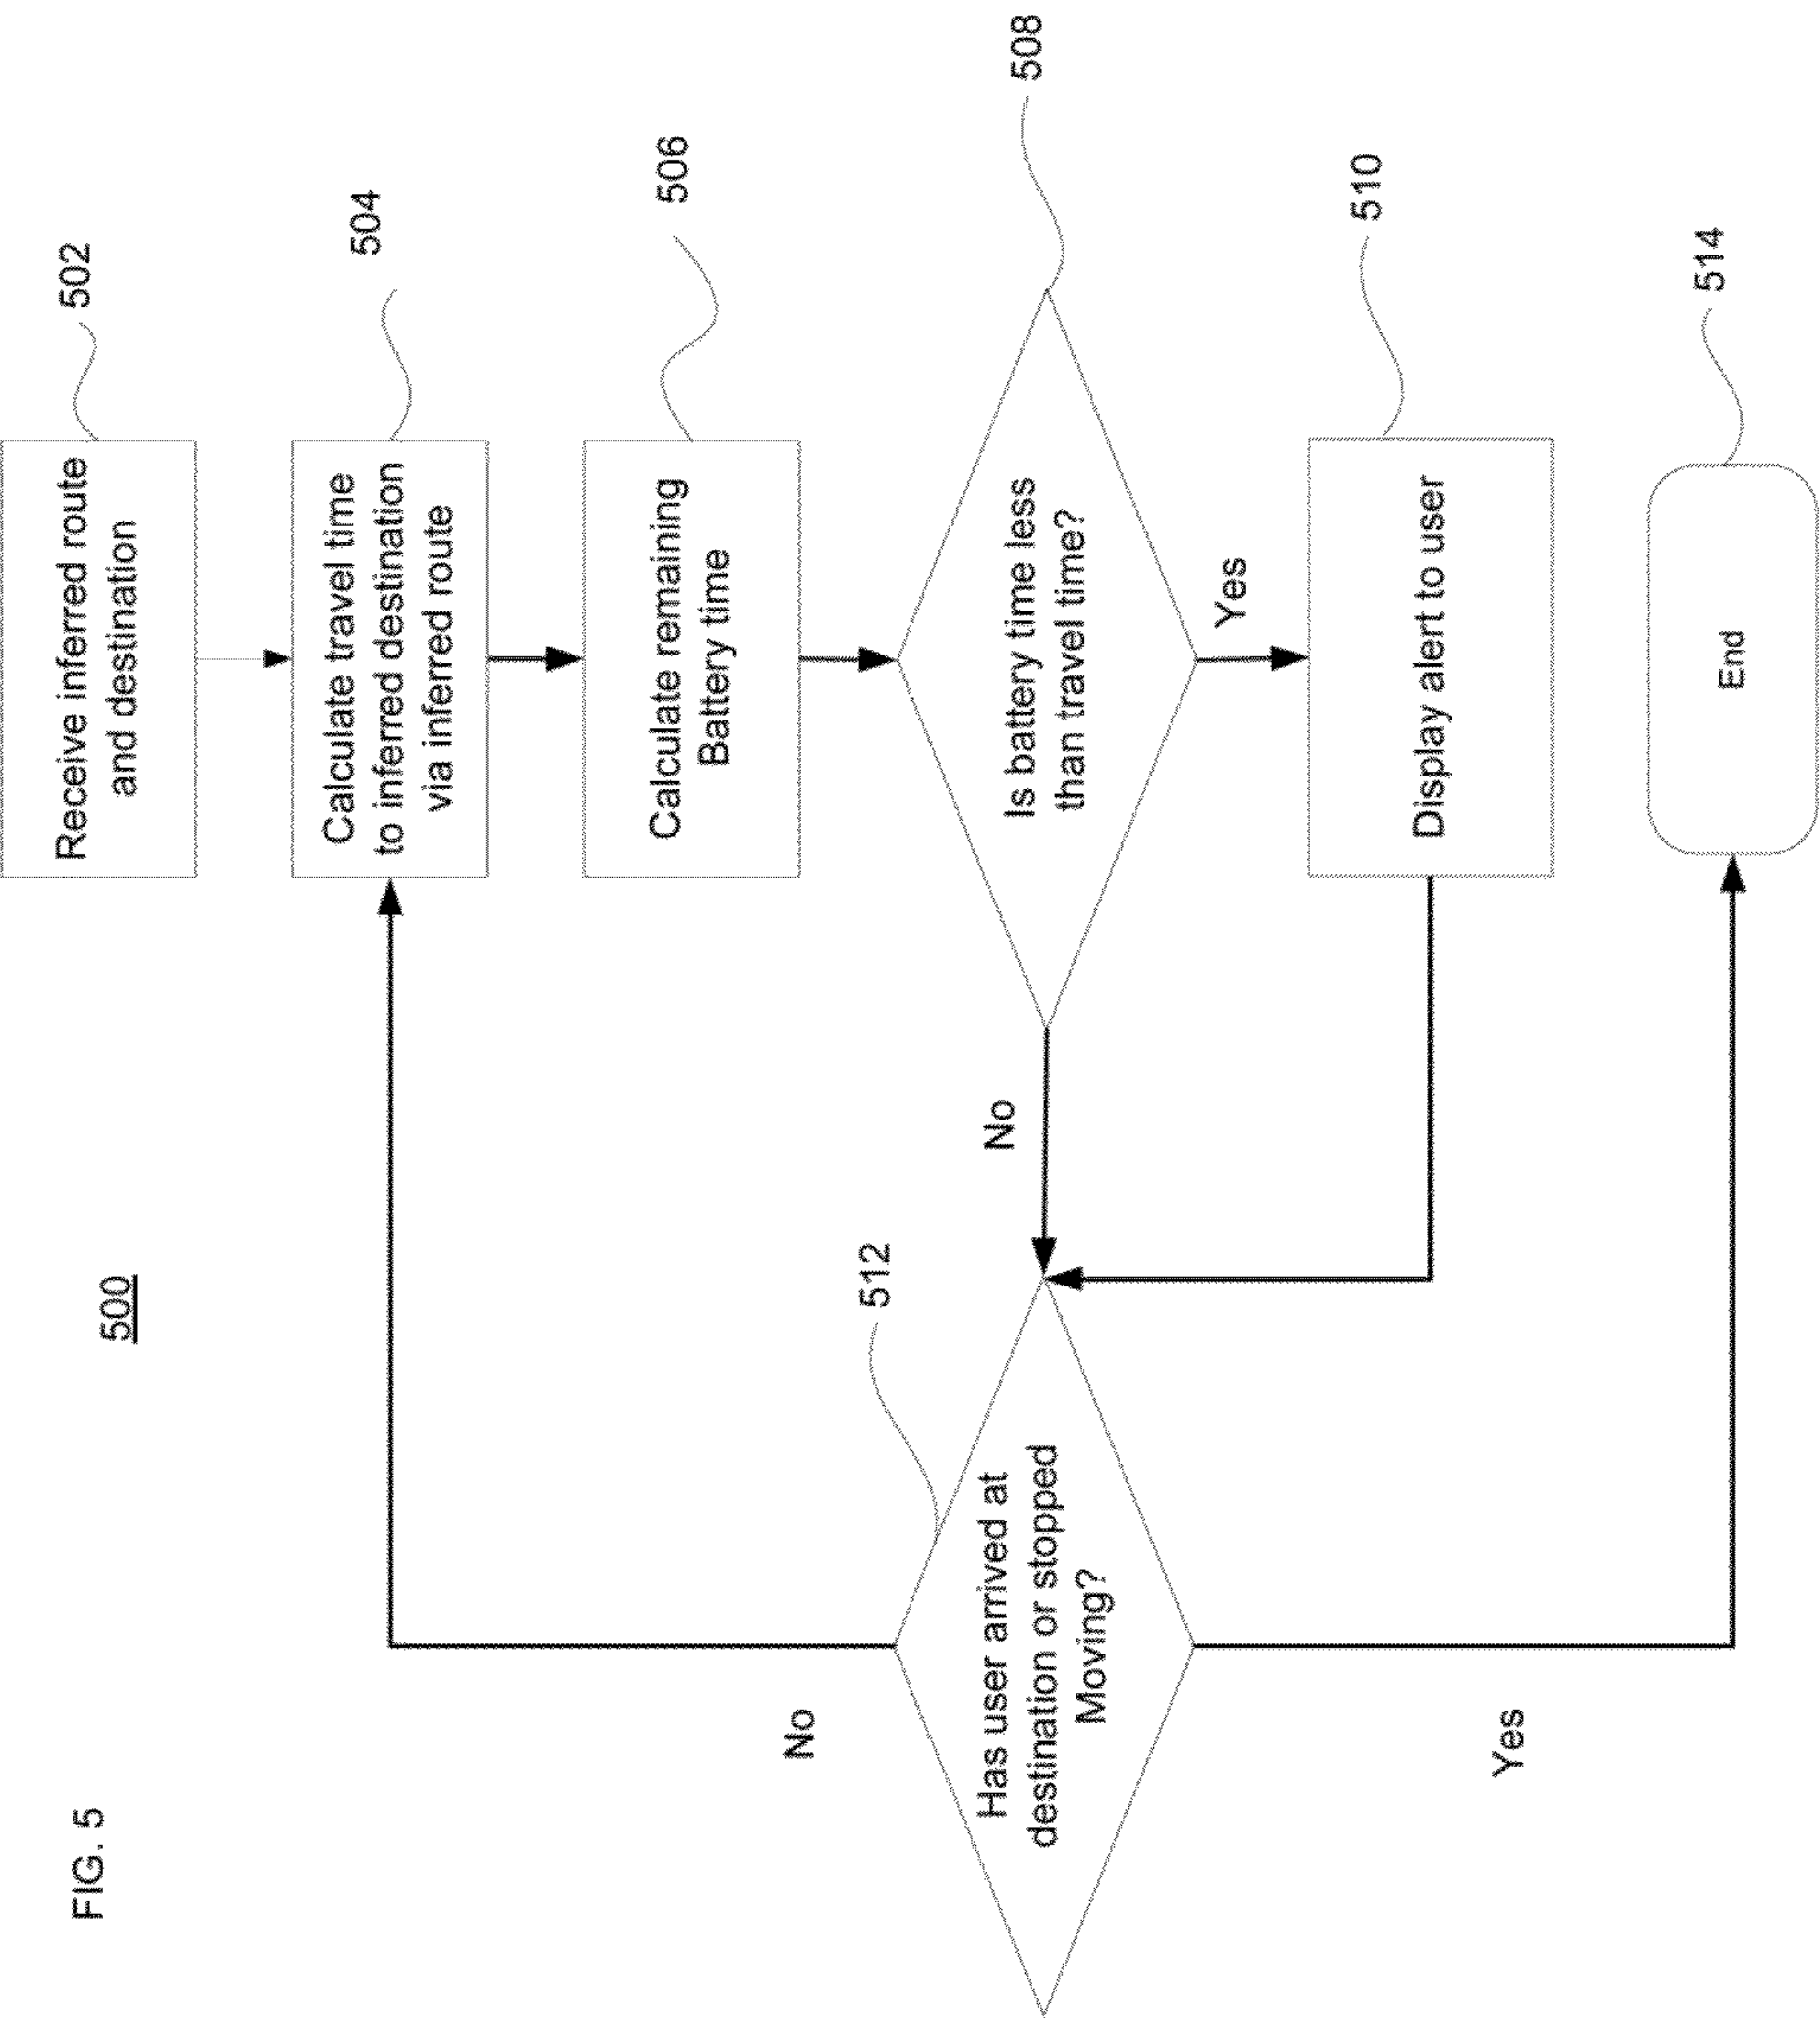 FIG. 5
500
Receive inferred route
and destination
502
Calculate travel time
to inferred destination
via inferred route
504
Calculate remaining
Battery time
506
Is battery time less
than travel time?
508
No
Yes
Display alert to user
510
Has user arrived at
destination or stopped
Moving?
512
No
Yes
End
514